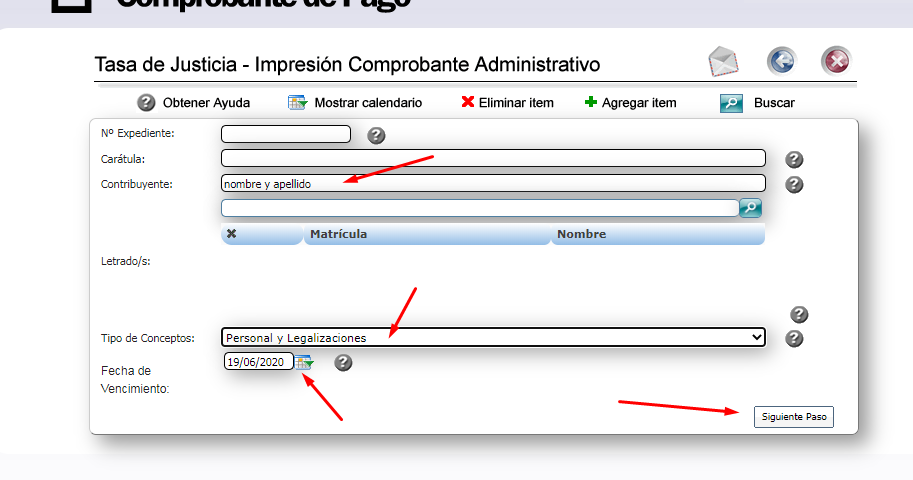 Comprobante de Pago
Tasa de Justicia - Impresión Comprobante Administrativo
Obtener Ayuda Mostrar calendario Eliminar item Agregar item Buscar
Nº Expediente:
Carátula:
Contribuyente: nombre y apellido
Matrícula Nombre
Letrado/s:
Tipo de Conceptos: Personal y Legalizaciones
Fecha de Vencimiento: 19/06/2020
Siguiente Paso